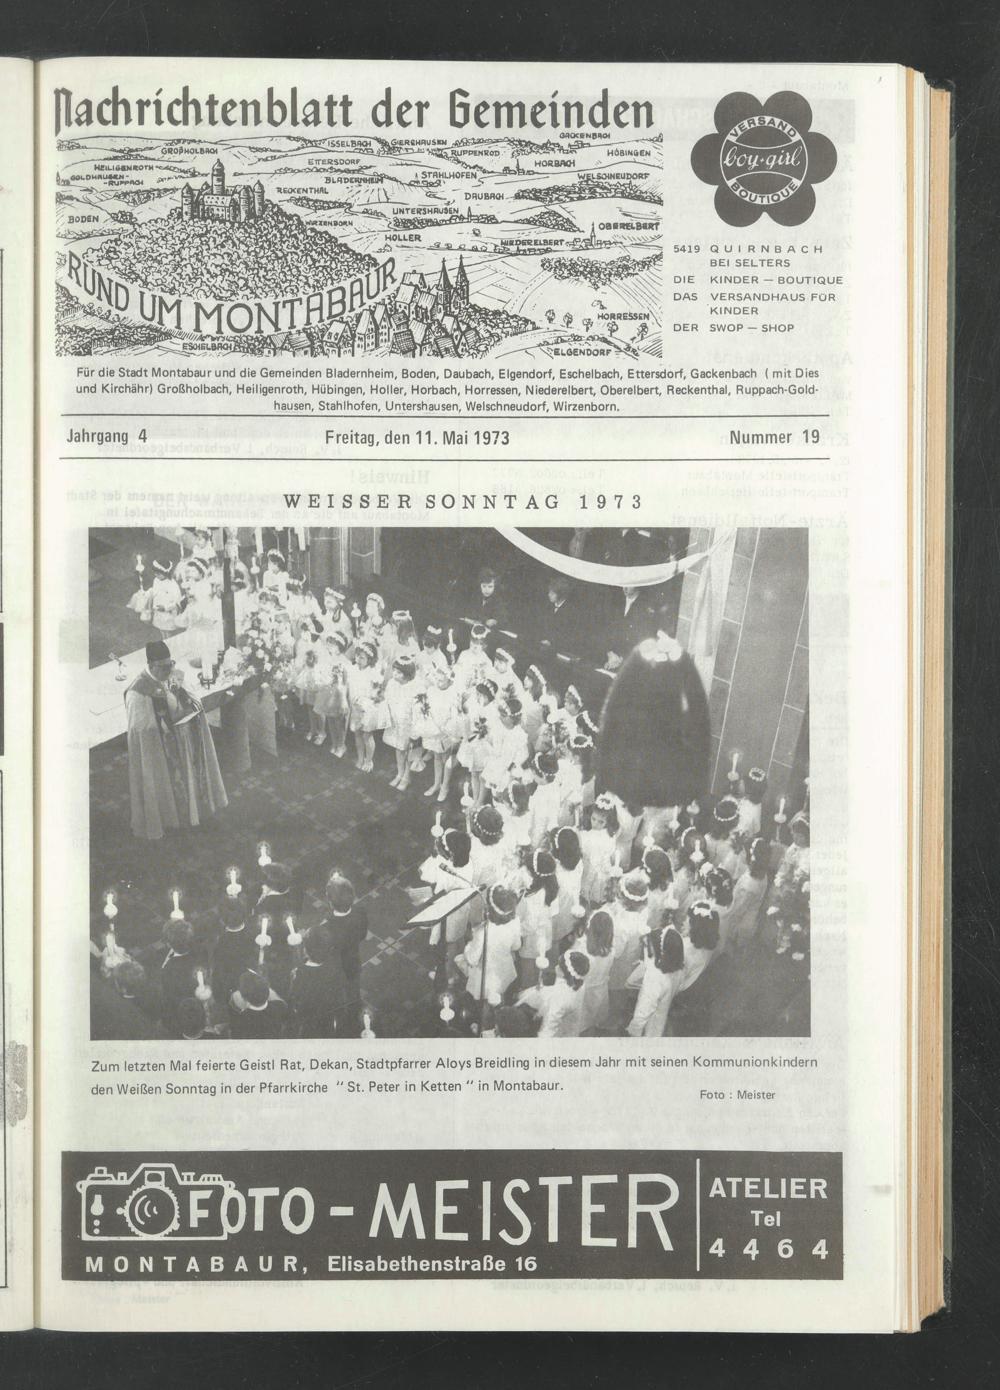 Nachrichtenblatt der Gemeinden
GACKENBACH
ISSELBACH GIERSHAUSEN
GROßHOLBACH
RUPPENROD
HÜBINGEN
ETTERSDORF
HORBACH
HEILIGENROTH
GOLDHAUSEN-
-RUPPACH
BLADERNHEIM
STAHLHOFEN
WELSCHNEUDORF
RECKENTHAL
DAUBACH
BODEN
UNTERSHAUSEN
WIRZENBORN
OBERELBERT
HOLLER
NIEDERELBERT
RUND UM MONTABAUR
HORRESSEN
ESCHELBACH
ELGENDORF
VERSAND
boy·girl
BOUTIQUE
5419 QUIRNBACH
BEI SELTERS
DIE KINDER — BOUTIQUE
DAS VERSANDHAUS FÜR
KINDER
DER SWOP — SHOP
Für die Stadt Montabaur und die Gemeinden Bladernheim, Boden, Daubach, Elgendorf, Eschelbach, Ettersdorf, Gackenbach ( mit Dies
und Kirchähr) Großholbach, Heiligenroth, Hübingen, Holler, Horbach, Horressen, Niederelbert, Oberelbert, Reckenthal, Ruppach-Gold-
hausen, Stahlhofen, Untershausen, Welschneudorf, Wirzenborn.
Jahrgang 4 Freitag, den 11. Mai 1973 Nummer 19
WEISSER SONNTAG 1973
Zum letzten Mal feierte Geistl Rat, Dekan, Stadtpfarrer Aloys Breidling in diesem Jahr mit seinen Kommunionkindern
den Weißen Sonntag in der Pfarrkirche “ St. Peter in Ketten “ in Montabaur.
Foto : Meister
FOTO - MEISTER
MONTABAUR, Elisabethenstraße 16
ATELIER
Tel
4 4 6 4